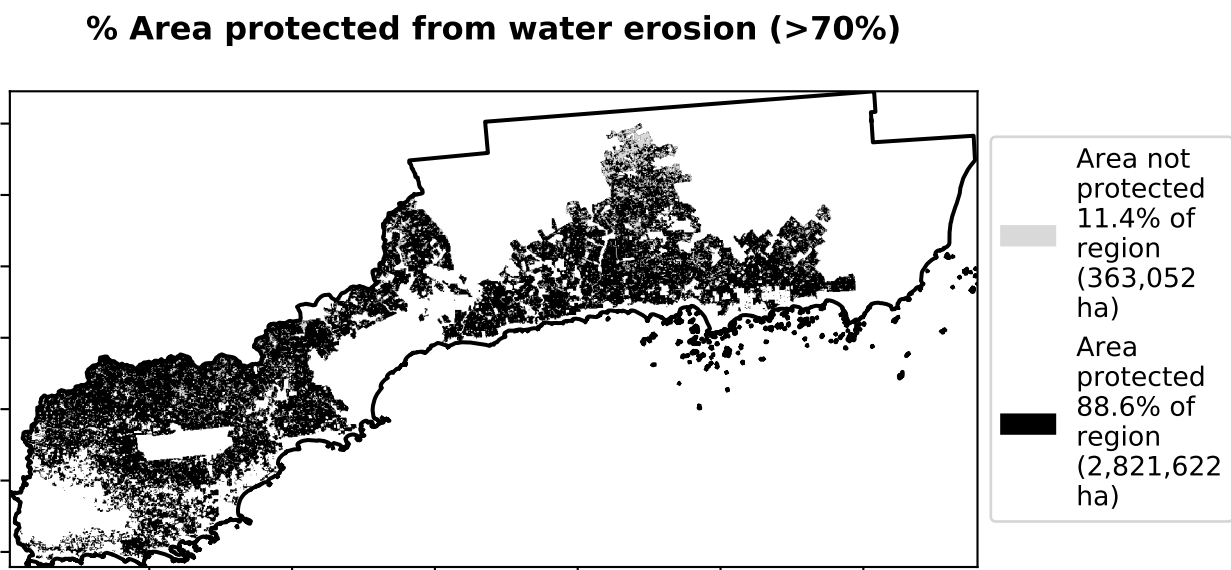 % Area protected from water erosion (>70%)
Area not
protected
11.4% of
region
(363,052
ha)
Area
protected
88.6% of
region
(2,821,622
ha)